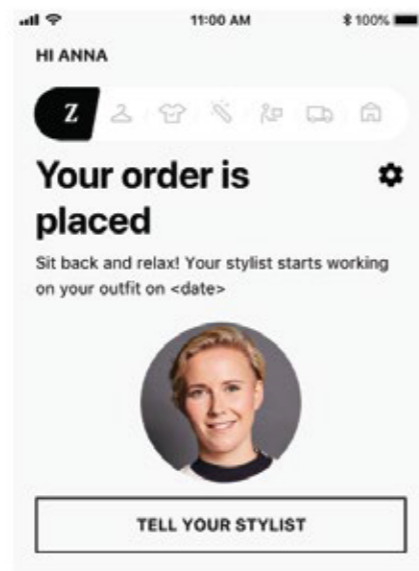 11:00 AM
100%
HI ANNA
Z
Your order is
placed
Sit back and relax! Your stylist starts working
on your outfit on <date>
TELL YOUR STYLIST